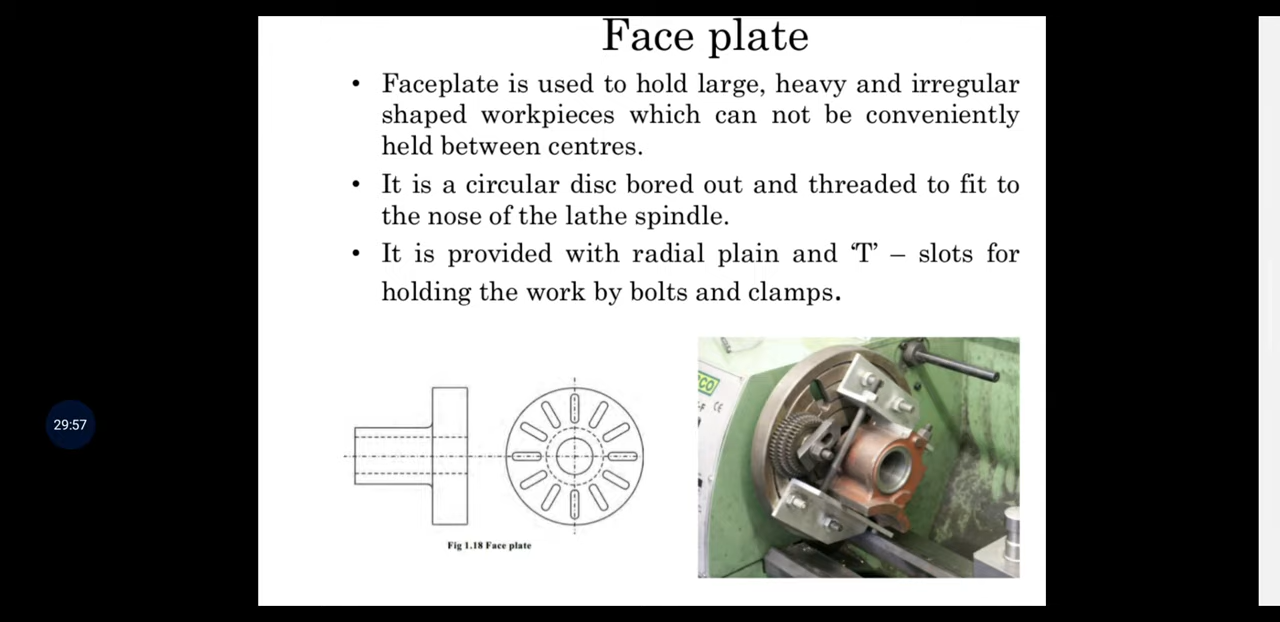 Face plate
• Faceplate is used to hold large, heavy and irregular
shaped workpieces which can not be conveniently
held between centres.
• It is a circular disc bored out and threaded to fit to
the nose of the lathe spindle.
• It is provided with radial plain and ‘T’ – slots for
holding the work by bolts and clamps.
29:57
CO
CE
Fig 1.18 Face plate